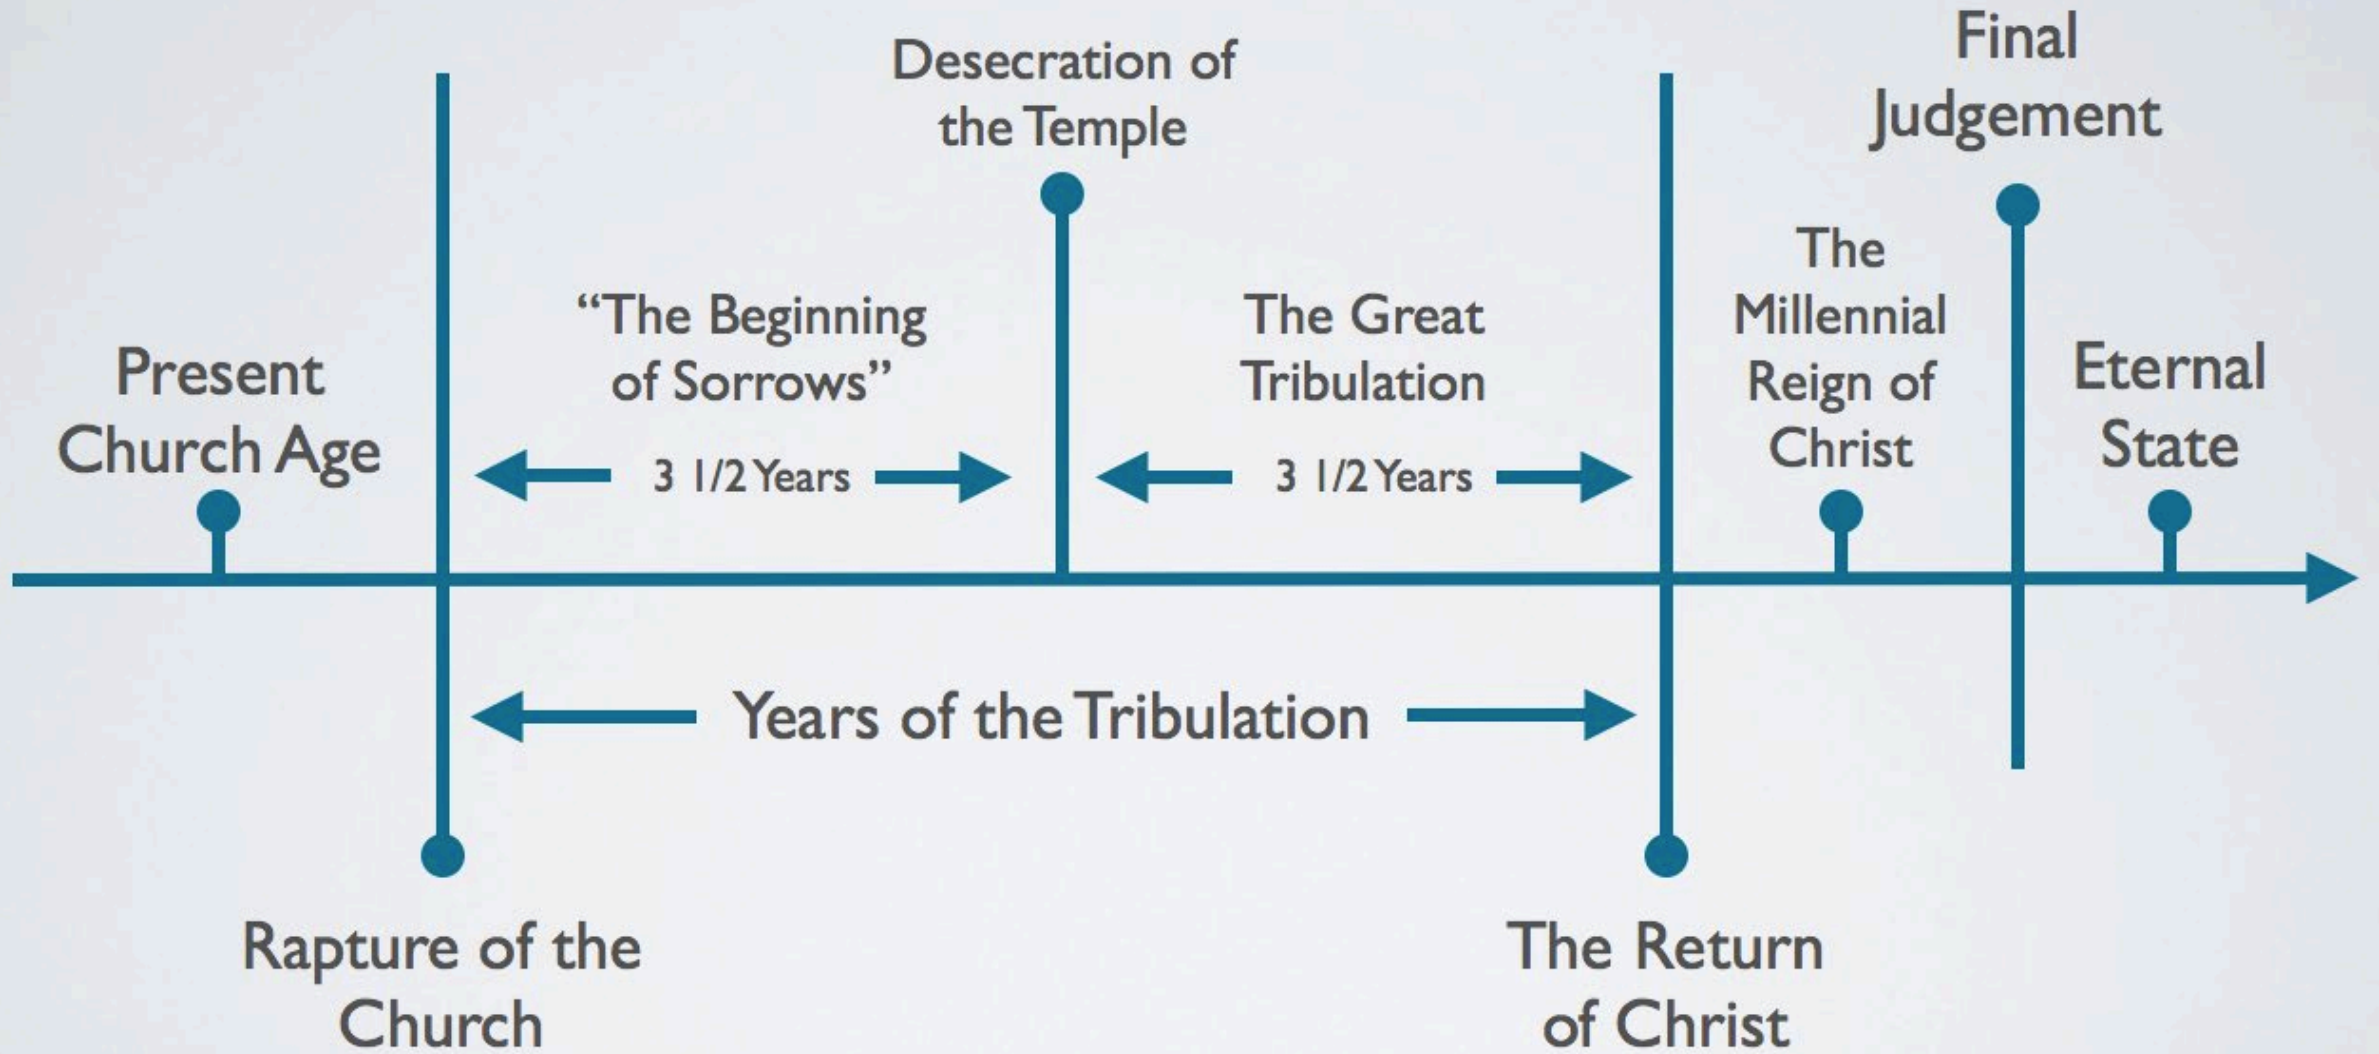 Present
Church Age
“The Beginning
of Sorrows”
3 1/2 Years
Desecration of
the Temple
The Great
Tribulation
3 1/2 Years
The
Millennial
Reign of
Christ
Final
Judgement
Eternal
State
Years of the Tribulation
Rapture of the
Church
The Return
of Christ